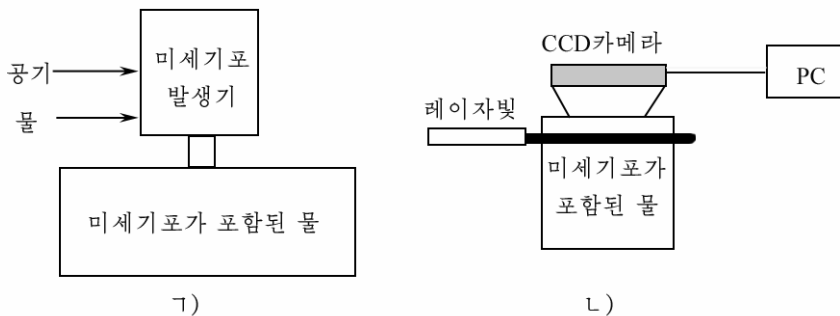 공기
물
미세기포
발생기
미세기포가 포함된 물
ㄱ)
CCD카메라
PC
레이자빛
미세기포가
포함된 물
ㄴ)